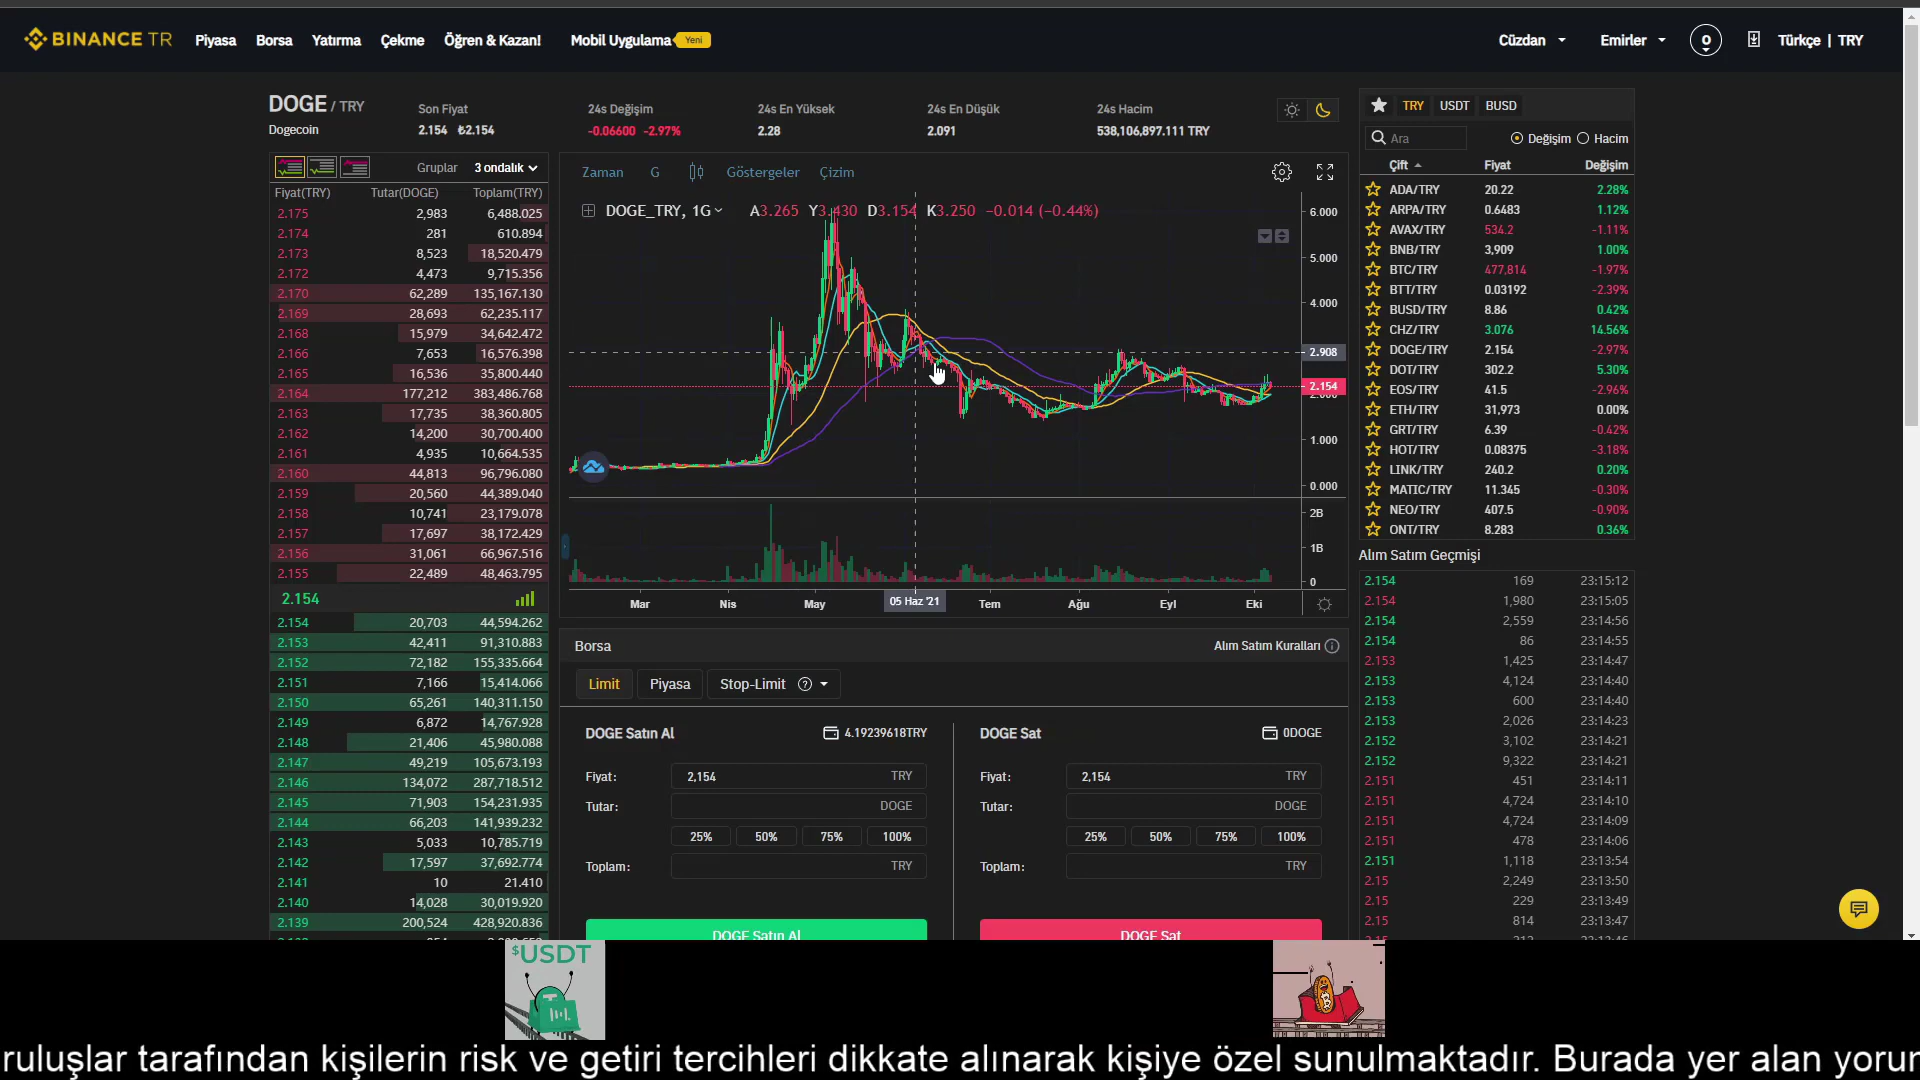 BINANCE TR Piyasa Borsa Yatırma Çekme Öğren & Kazan! Mobil Uygulama Yeni Cüzdan Emirler Türkçe | TRY
DOGE / TRY
Dogecoin
Son Fiyat
2.154 ₺2.154
24s Değişim
-0.06600 -2.97%
24s En Yüksek
2.28
24s En Düşük
2.091
24s Hacim
538,106,897.111 TRY
Gruplar 3 ondalık
Fiyat(TRY) Tutar(DOGE) Toplam(TRY)
2.175 2,983 6,488.025
2.174 281 610.894
2.173 8,523 18,520.479
2.172 4,473 9,715.356
2.170 62,289 135,167.130
2.169 28,693 62,235.117
2.168 15,979 34,642.472
2.166 7,653 16,576.398
2.165 16,536 35,800.440
2.164 177,212 383,486.768
2.163 17,735 38,360.805
2.162 14,200 30,700.400
2.161 4,935 10,664.535
2.160 44,813 96,796.080
2.159 20,560 44,389.040
2.158 10,741 23,179.078
2.157 17,697 38,172.429
2.156 31,061 66,967.516
2.155 22,489 48,463.795
2.154
2.154 20,703 44,594.262
2.153 42,411 91,310.883
2.152 72,182 155,335.664
2.151 7,166 15,414.066
2.150 65,261 140,311.150
2.149 6,872 14,767.928
2.148 21,406 45,980.088
2.147 49,219 105,673.193
2.146 134,072 287,718.512
2.145 71,903 154,231.935
2.144 66,203 141,939.232
2.143 5,033 10,785.719
2.142 17,597 37,692.774
2.141 10 21.410
2.140 14,028 30,019.920
2.139 200,524 428,920.836
Zaman G Göstergeler Çizim
DOGE_TRY, 1G A3.265 Y3.430 D3.154 K3.250 −0.014 (−0.44%)
6.000
5.000
4.000
2.908
2.154
2.000
1.000
0.000
2B
1B
0
Mar Nis May 05 Haz '21 Tem Ağu Eyl Eki
Borsa Alım Satım Kuralları
Limit Piyasa Stop-Limit
DOGE Satın Al 4.19239618TRY
Fiyat: 2,154 TRY
Tutar: DOGE
25% 50% 75% 100%
Toplam: TRY
DOGE Satın Al
DOGE Sat 0DOGE
Fiyat: 2,154 TRY
Tutar: DOGE
25% 50% 75% 100%
Toplam: TRY
DOGE Sat
TRY USDT BUSD
Ara Değişim Hacim
Çift Fiyat Değişim
ADA/TRY 20.22 2.28%
ARPA/TRY 0.6483 1.12%
AVAX/TRY 534.2 -1.11%
BNB/TRY 3,909 1.00%
BTC/TRY 477,814 -1.97%
BTT/TRY 0.03192 -2.39%
BUSD/TRY 8.86 0.42%
CHZ/TRY 3.076 14.56%
DOGE/TRY 2.154 -2.97%
DOT/TRY 302.2 5.30%
EOS/TRY 41.5 -2.96%
ETH/TRY 31,973 0.00%
GRT/TRY 6.39 -0.42%
HOT/TRY 0.08375 -3.18%
LINK/TRY 240.2 0.20%
MATIC/TRY 11.345 -0.30%
NEO/TRY 407.5 -0.90%
ONT/TRY 8.283 0.36%
Alım Satım Geçmişi
2.154 169 23:15:12
2.154 1,980 23:15:05
2.154 2,559 23:14:56
2.154 86 23:14:55
2.153 1,425 23:14:47
2.153 4,124 23:14:40
2.153 600 23:14:40
2.153 2,026 23:14:23
2.152 3,102 23:14:21
2.152 9,322 23:14:21
2.151 451 23:14:11
2.151 4,724 23:14:10
2.151 4,724 23:14:09
2.151 478 23:14:06
2.151 1,118 23:13:54
2.15 2,249 23:13:50
2.15 229 23:13:49
2.15 814 23:13:47
$USDT
ruluşlar tarafından kişilerin risk ve getiri tercihleri dikkate alınarak kişiye özel sunulmaktadır. Burada yer alan yorun